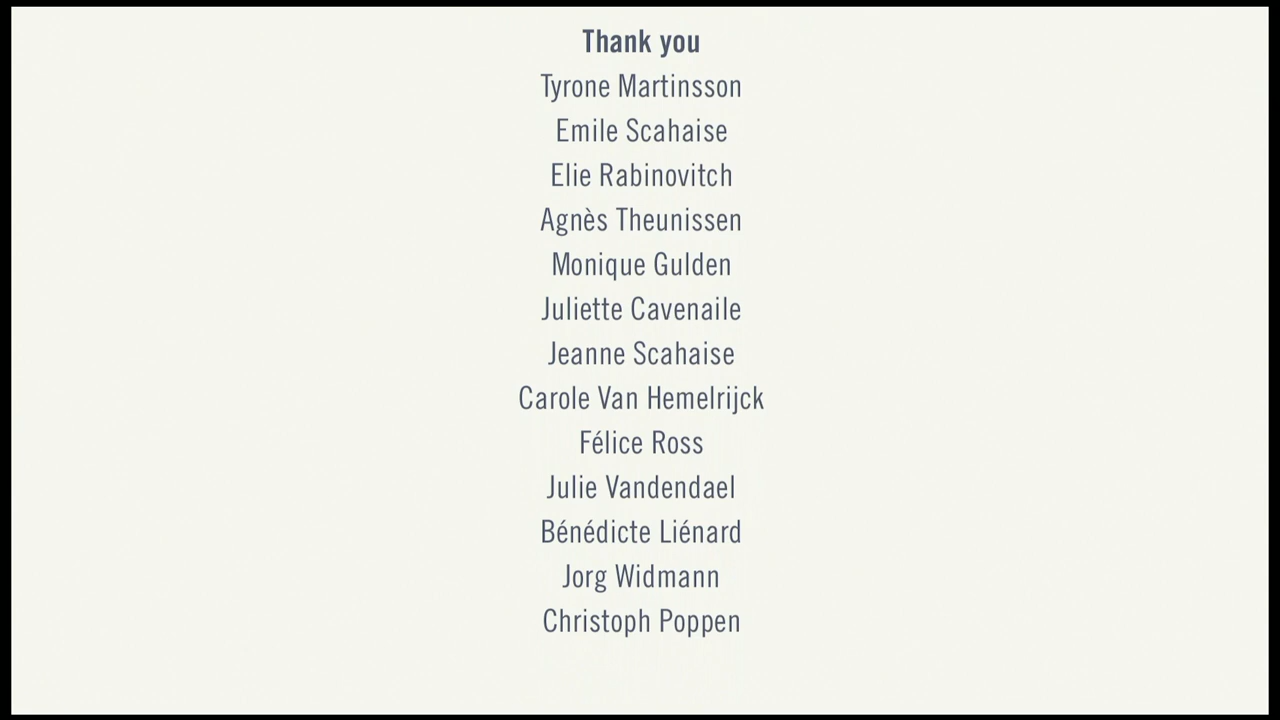 Thank you
Tyrone Martinsson
Emile Scahaise
Elie Rabinovitch
Agnès Theunissen
Monique Gulden
Juliette Cavenaile
Jeanne Scahaise
Carole Van Hemelrijck
Félice Ross
Julie Vandendael
Bénédicte Liénard
Jorg Widmann
Christoph Poppen